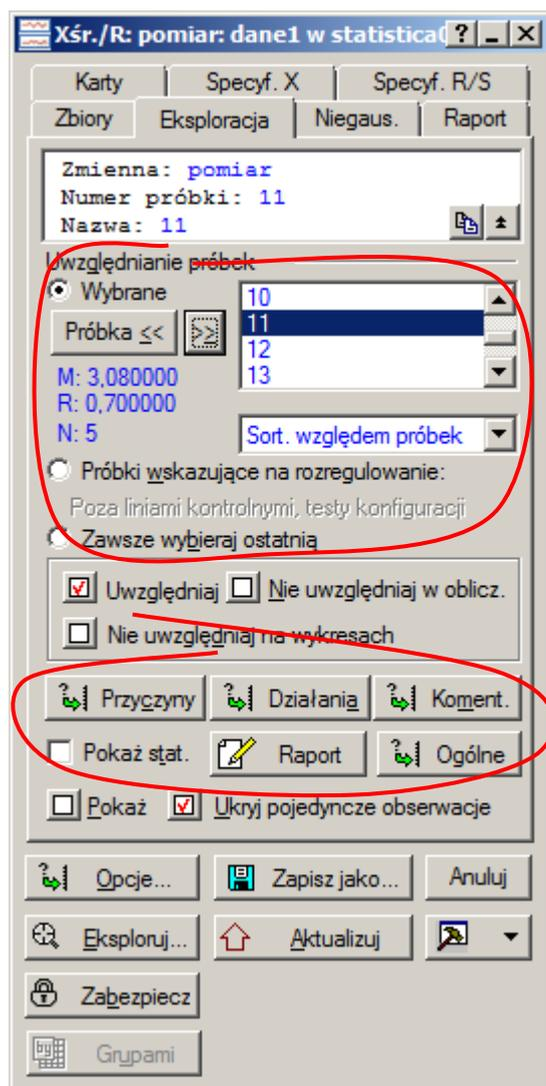 Xśr./R: pomiar: dane1 w statistica
Karty Specyf. X Specyf. R/S
Zbiory Eksploracja Niegaus. Raport
Zmienna: pomiar
Numer próbki: 11
Nazwa: 11
Uwzględnianie próbek
Wybrane
10
11
12
13
Próbka << >>
M: 3,080000
R: 0,700000
N: 5
Sort. względem próbek
Próbki wskazujące na rozregulowanie:
Poza liniami kontrolnymi, testy konfiguracji
Zawsze wybieraj ostatnią
Uwzględniaj Nie uwzględniaj w oblicz.
Nie uwzględniaj na wykresach
Przyczyny Działania Koment.
Pokaż stat. Raport Ogólne
Pokaż Ukryj pojedyncze obserwacje
Opcje... Zapisz jako... Anuluj
Eksploruj... Aktualizuj
Zabezpiecz
Grupami